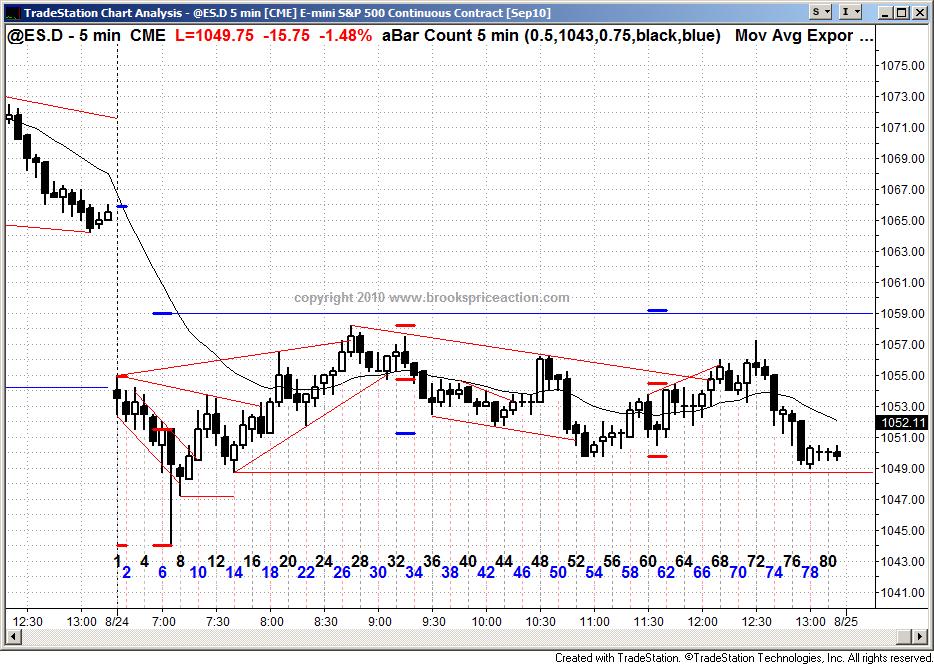 TradeStation Chart Analysis - @ES.D 5 min [CME] E-mini S&P 500 Continuous Contract [Sep10]
S I
@ES.D - 5 min CME L=1049.75 -15.75 -1.48% aBar Count 5 min (0.5,1043,0.75,black,blue) Mov Avg Expor ...
1075.00
1073.00
1071.00
1069.00
1067.00
1065.00
1063.00
1061.00
copyright 2010 www.brookspriceaction.com
1059.00
1057.00
1055.00
1053.00
1052.11
1051.00
1049.00
1047.00
1045.00
1043.00
1 4 8 12 16 20 24 28 32 36 40 44 48 52 56 60 64 68 72 76 80
2 6 10 14 18 22 26 30 34 38 42 46 50 54 58 62 66 70 74 78
1041.00
12:30 13:00 8/24 7:00 7:30 8:00 8:30 9:00 9:30 10:00 10:30 11:00 11:30 12:00 12:30 13:00 8/25
Created with TradeStation. ©TradeStation Technologies, Inc. All rights reserved.